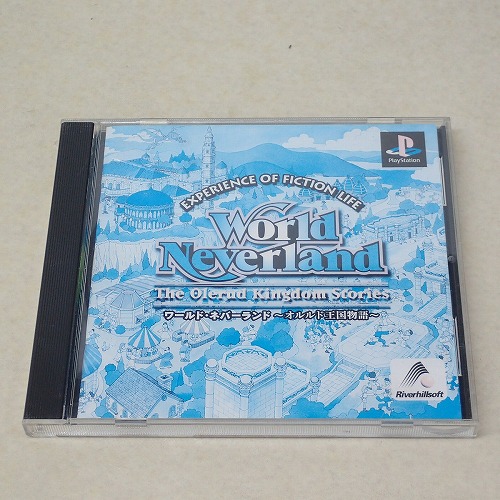 PlayStation
EXPERIENCE OF FICTION LIFE
World
Neverland
The Olerud Kingdom Stories
ワールド・ネバーランド ～オルルド王国物語～
Riverhillsoft